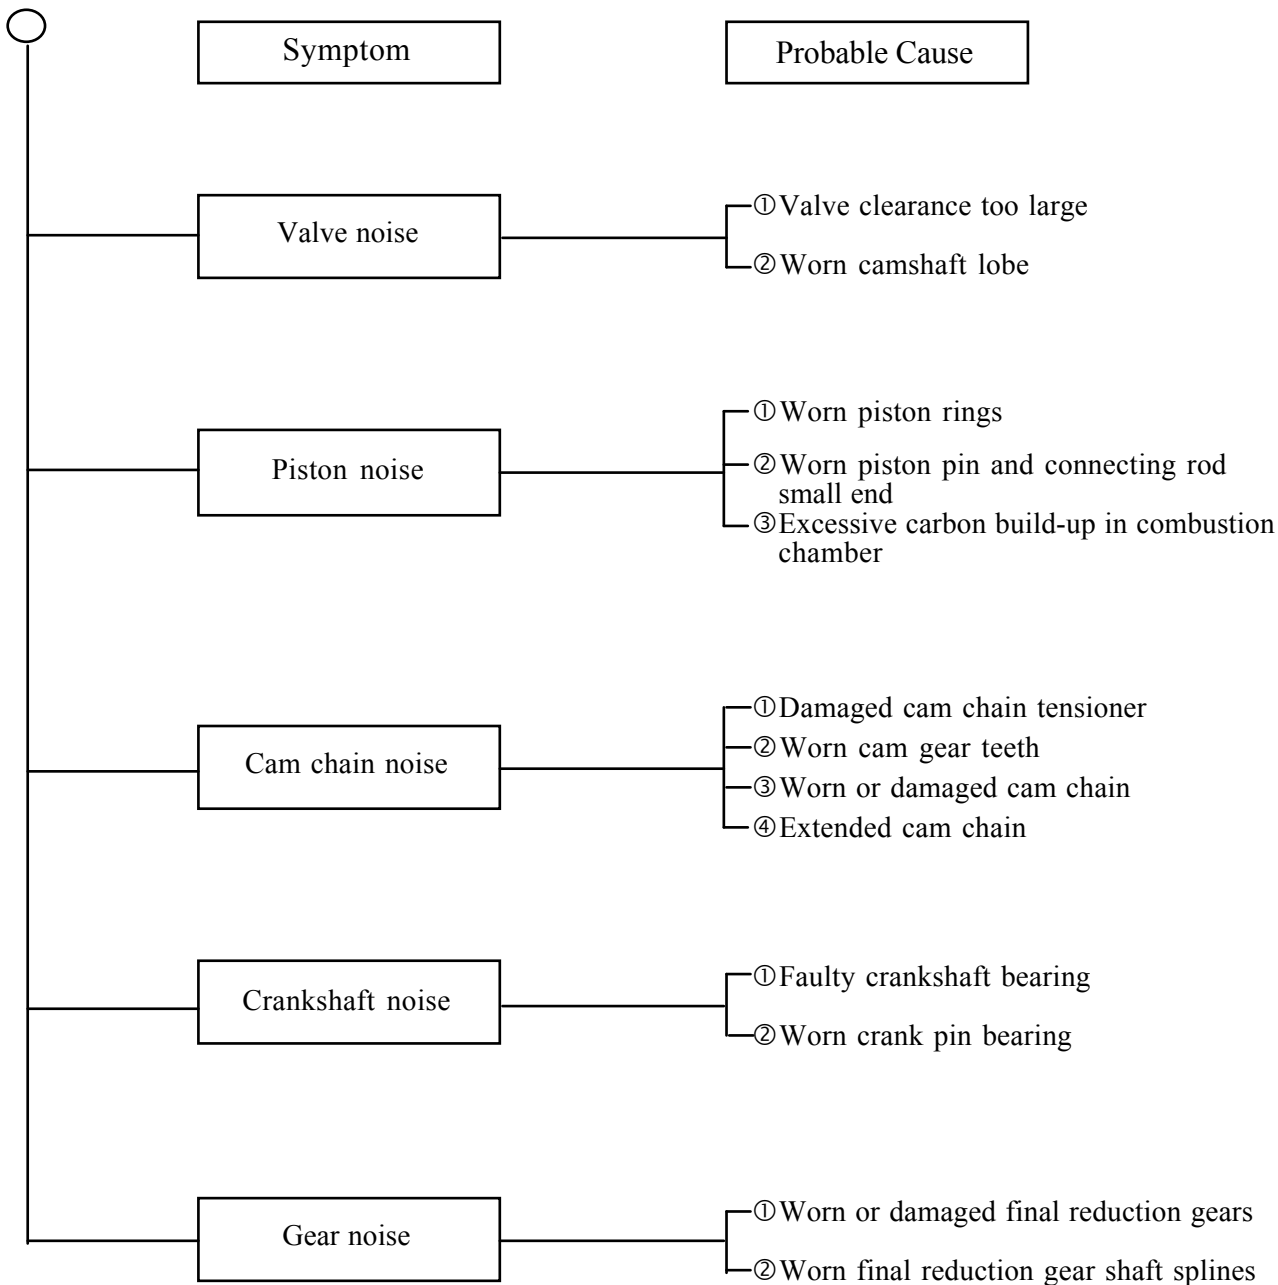 Symptom
Probable Cause
Valve noise
①Valve clearance too large
②Worn camshaft lobe
Piston noise
①Worn piston rings
②Worn piston pin and connecting rod
small end
③Excessive carbon build-up in combustion
chamber
Cam chain noise
①Damaged cam chain tensioner
②Worn cam gear teeth
③Worn or damaged cam chain
④Extended cam chain
Crankshaft noise
①Faulty crankshaft bearing
②Worn crank pin bearing
Gear noise
①Worn or damaged final reduction gears
②Worn final reduction gear shaft splines